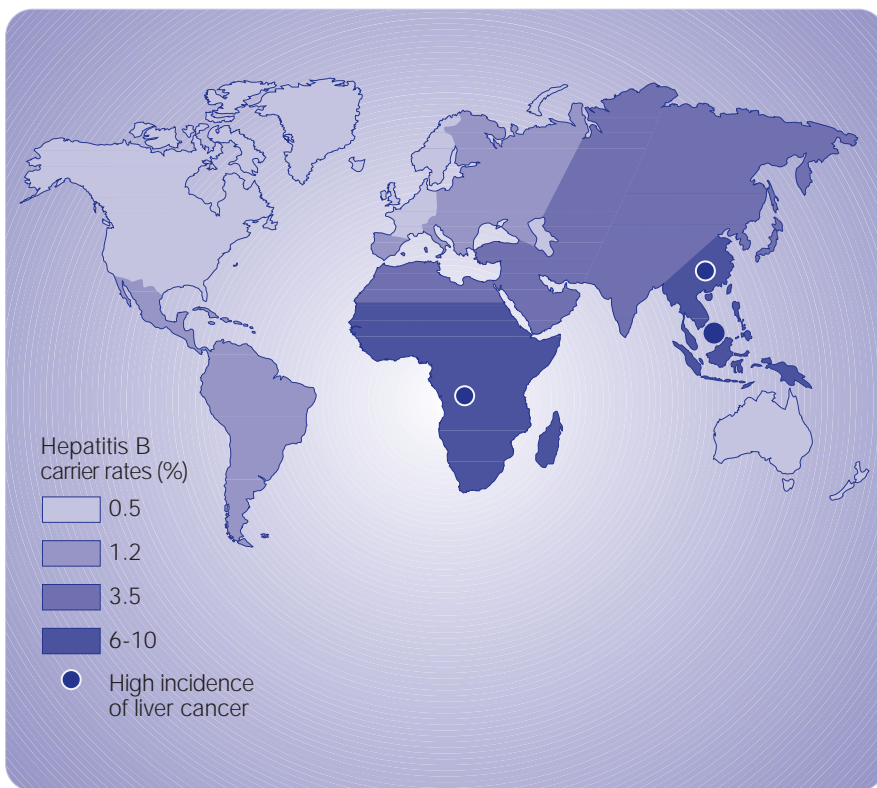 Hepatitis B
carrier rates (%)
0.5
1.2
3.5
6-10
High incidence
of liver cancer